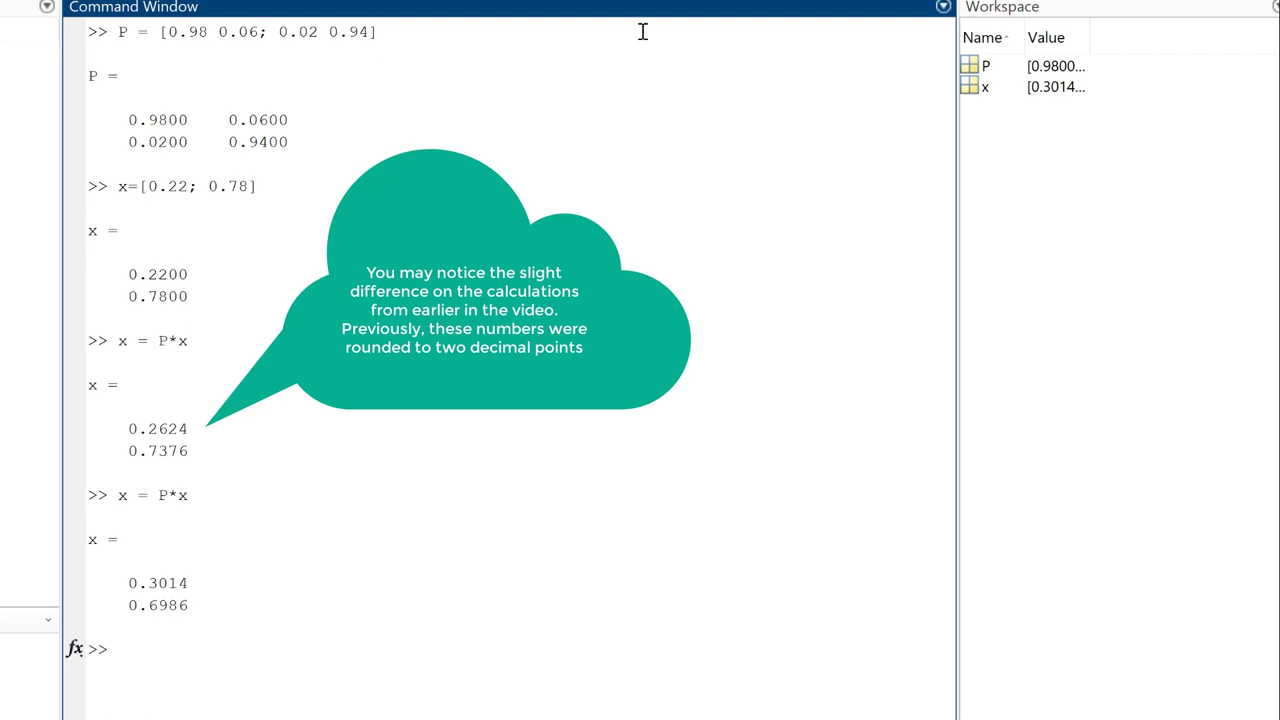 Command Window
>> P = [0.98 0.06; 0.02 0.94]
P =
0.9800 0.0600
0.0200 0.9400
>> x=[0.22; 0.78]
x =
0.2200
0.7800
>> x = P*x
x =
0.2624
0.7376
>> x = P*x
x =
0.3014
0.6986
fx >>
You may notice the slight
difference on the calculations
from earlier in the video.
Previously, these numbers were
rounded to two decimal points
Workspace
Name Value
P [0.9800...
x [0.3014...